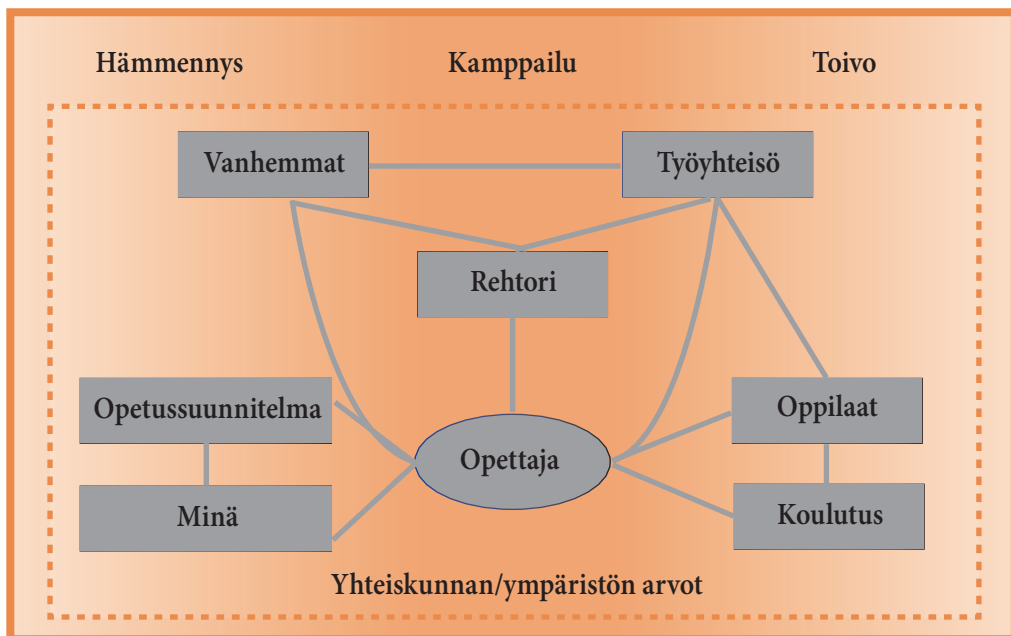 Hämmennys
Kamppailu
Toivo
Vanhemmat
Työyhteisö
Rehtori
Opetussuunnitelma
Oppilaat
Opettaja
Minä
Koulutus
Yhteiskunnan/ympäristön arvot